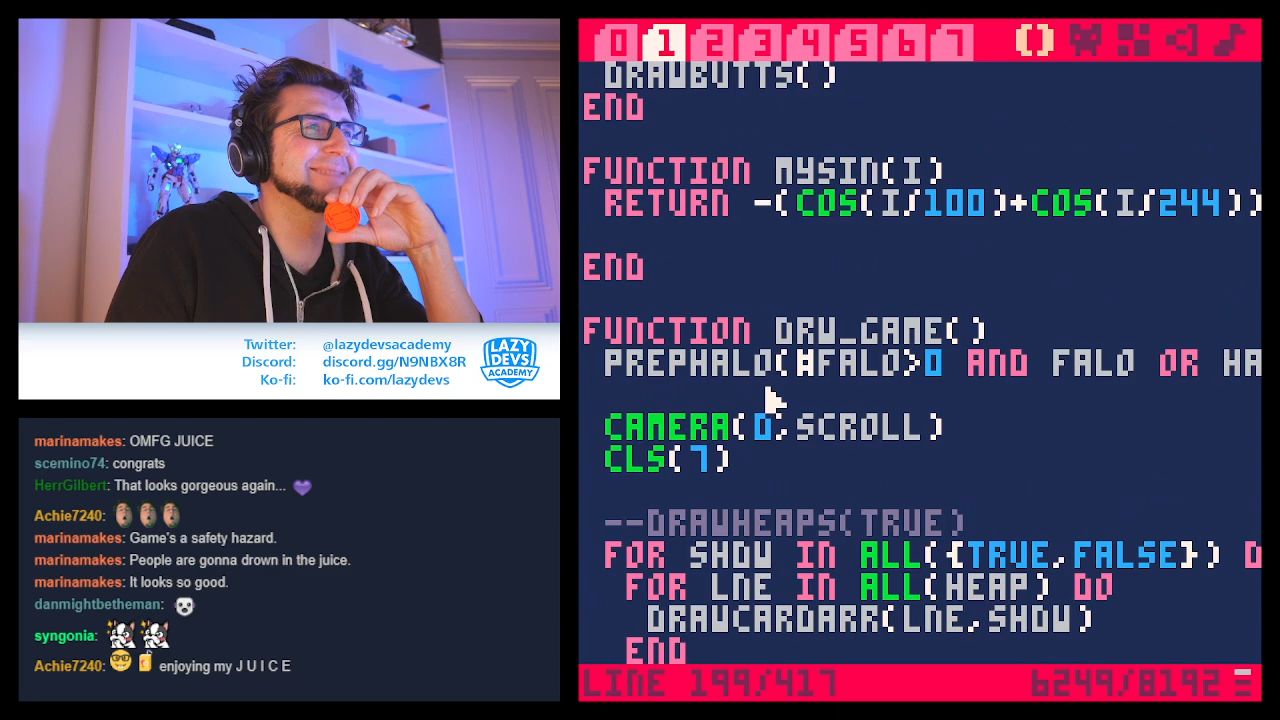 Twitter: @lazydevsacademy
Discord: discord.gg/N9NBX8R
Ko-fi: ko-fi.com/lazydevs
LAZY
DEVS
ACADEMY
marinamakes: OMFG JUICE
scemino74: congrats
HerrGilbert: That looks gorgeous again...
Achie7240:
marinamakes: Game's a safety hazard.
marinamakes: People are gonna drown in the juice.
marinamakes: It looks so good.
danmightbetheman:
syngonia:
Achie7240: enjoying my J U I C E
0 1 2 3 4 5 6 7 ()
DRAWBUTTS()
END
FUNCTION MYSIN(I)
RETURN -(COS(I/100)+COS(I/244))
END
FUNCTION DRW_GAME()
PREPHALO(#FALO>0 AND FALO OR HA
CAMERA(0,SCROLL)
CLS(7)
--DRAWHEAPS(TRUE)
FOR SHDW IN ALL({TRUE,FALSE}) D
FOR LNE IN ALL(HEAP) DO
DRAWCARDARR(LNE,SHDW)
END
LINE 199/417 6249/8192